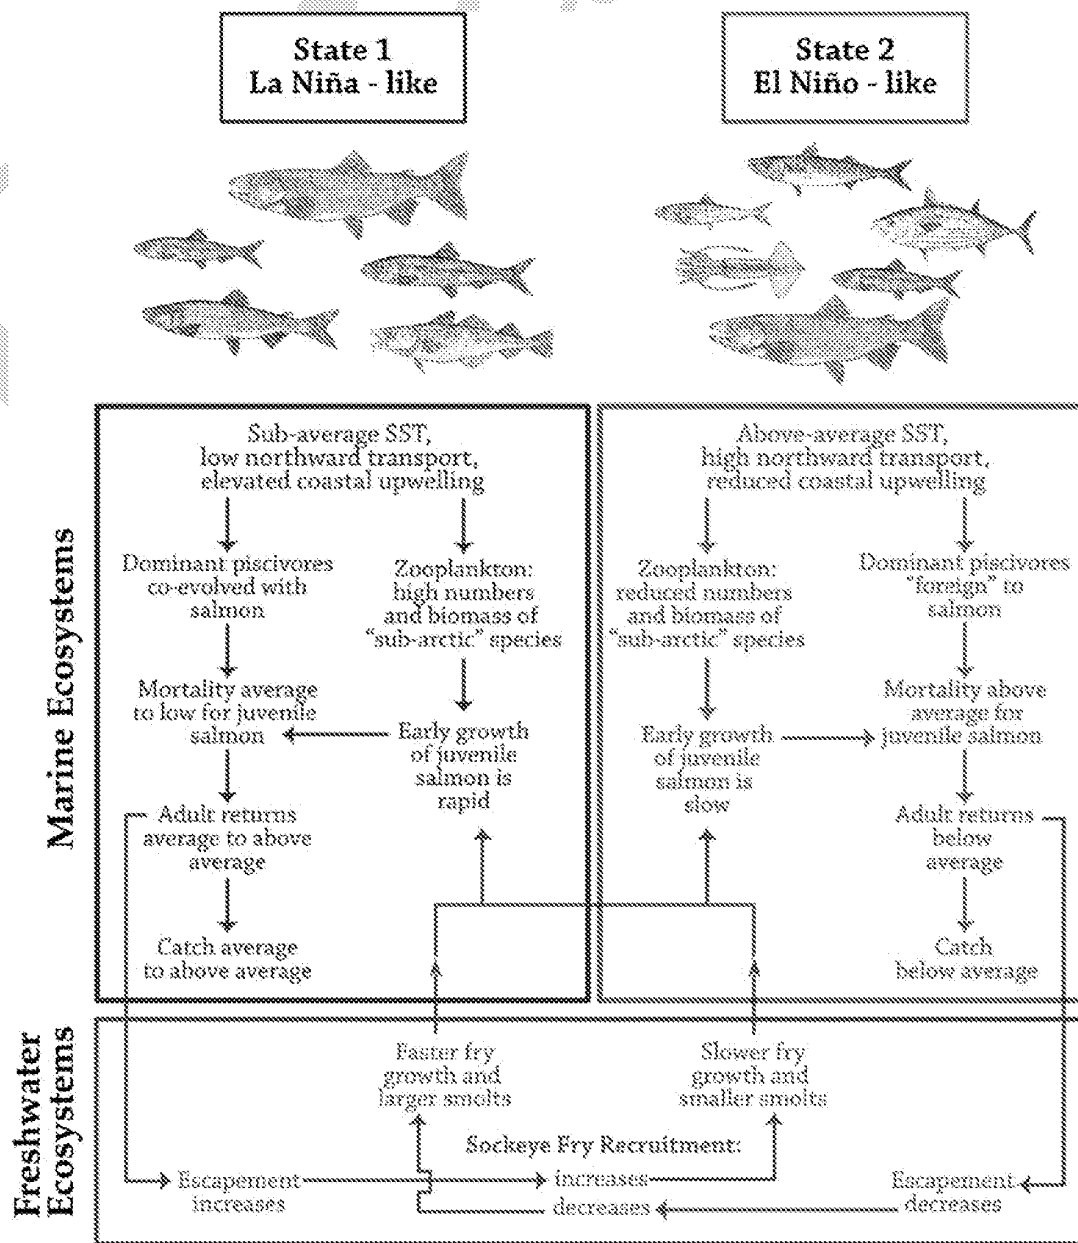 State 1
La Niña - like
State 2
El Niño - like
Marine Ecosystems
Sub-average SST,
low northward transport,
elevated coastal upwelling
Dominant piscivores
co-evolved with
salmon
Zooplankton:
high numbers
and biomass of
"sub-arctic" species
Mortality average
to low for juvenile
salmon
Early growth
of juvenile
salmon is
rapid
Adult returns
average to above
average
Catch average
to above average
Above-average SST,
high northward transport,
reduced coastal upwelling
Zooplankton:
reduced numbers
and biomass of
"sub-arctic" species
Dominant piscivores
"foreign" to
salmon
Early growth
of juvenile
salmon is
slow
Mortality above
average for
juvenile salmon
Adult returns
below
average
Catch
below average
Freshwater
Ecosystems
Faster fry
growth and
larger smolts
Slower fry
growth and
smaller smolts
Sockeye Fry Recruitment:
Escapement
increases
increases
decreases
Escapement
decreases